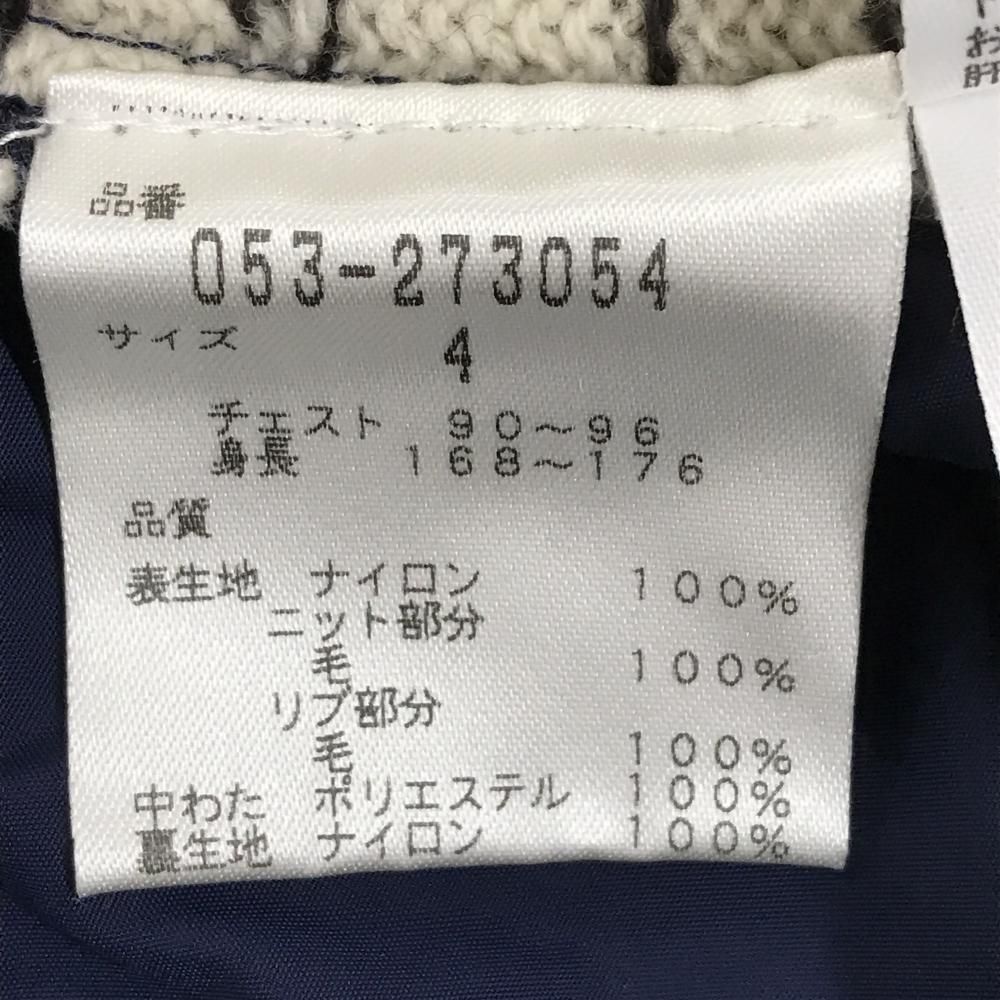 品番
053-273054
サイズ 4
チェスト 90〜96
身長 168〜176
品質
表生地 ナイロン 100%
ニット部分
毛 100%
リブ部分
毛 100%
中わた ポリエステル 100%
裏生地 ナイロン 100%